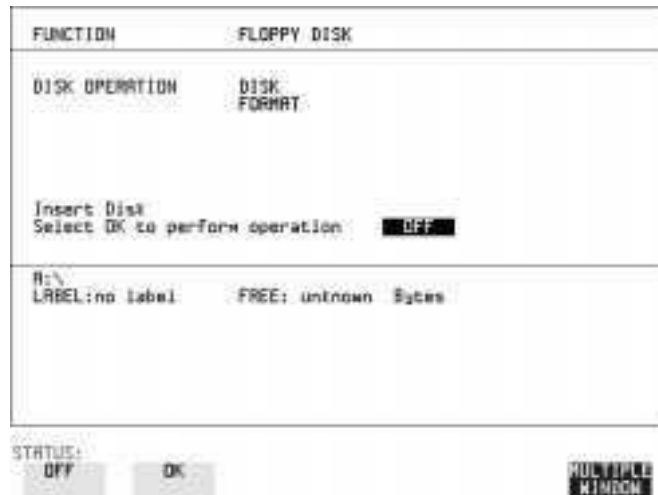 FUNCTION FLOPPY DISK
DISK OPERATION DISK
FORMAT
Insert Disk
Select OK to perform operation OFF
A:\
LABEL:no label FREE: unknown Bytes
STATUS:
OFF OK MULTIPLE
WINDOW